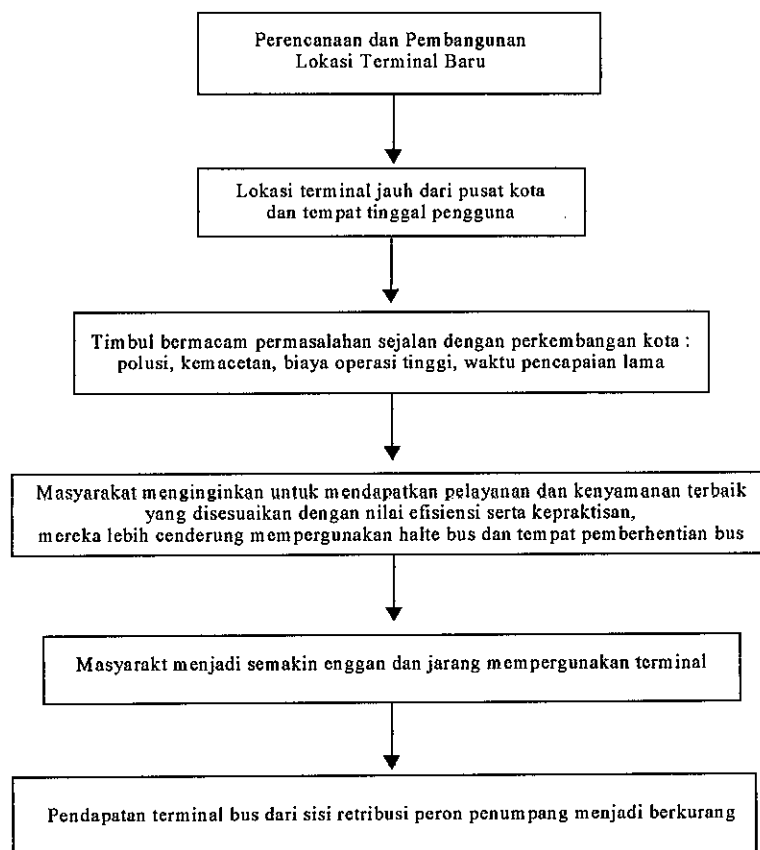 Perencanaan dan Pembangunan
Lokasi Terminal Baru
Lokasi terminal jauh dari pusat kota
dan tempat tinggal pengguna
Timbul bermacam permasalahan sejalan dengan perkembangan kota :
polusi, kemacetan, biaya operasi tinggi, waktu pencapaian lama
Masyarakat menginginkan untuk mendapatkan pelayanan dan kenyamanan terbaik
yang disesuaikan dengan nilai efisiensi serta kepraktisan,
mereka lebih cenderung mempergunakan halte bus dan tempat pemberhentian bus
Masyarakt menjadi semakin enggan dan jarang mempergunakan terminal
Pendapatan terminal bus dari sisi retribusi peron penumpang menjadi berkurang